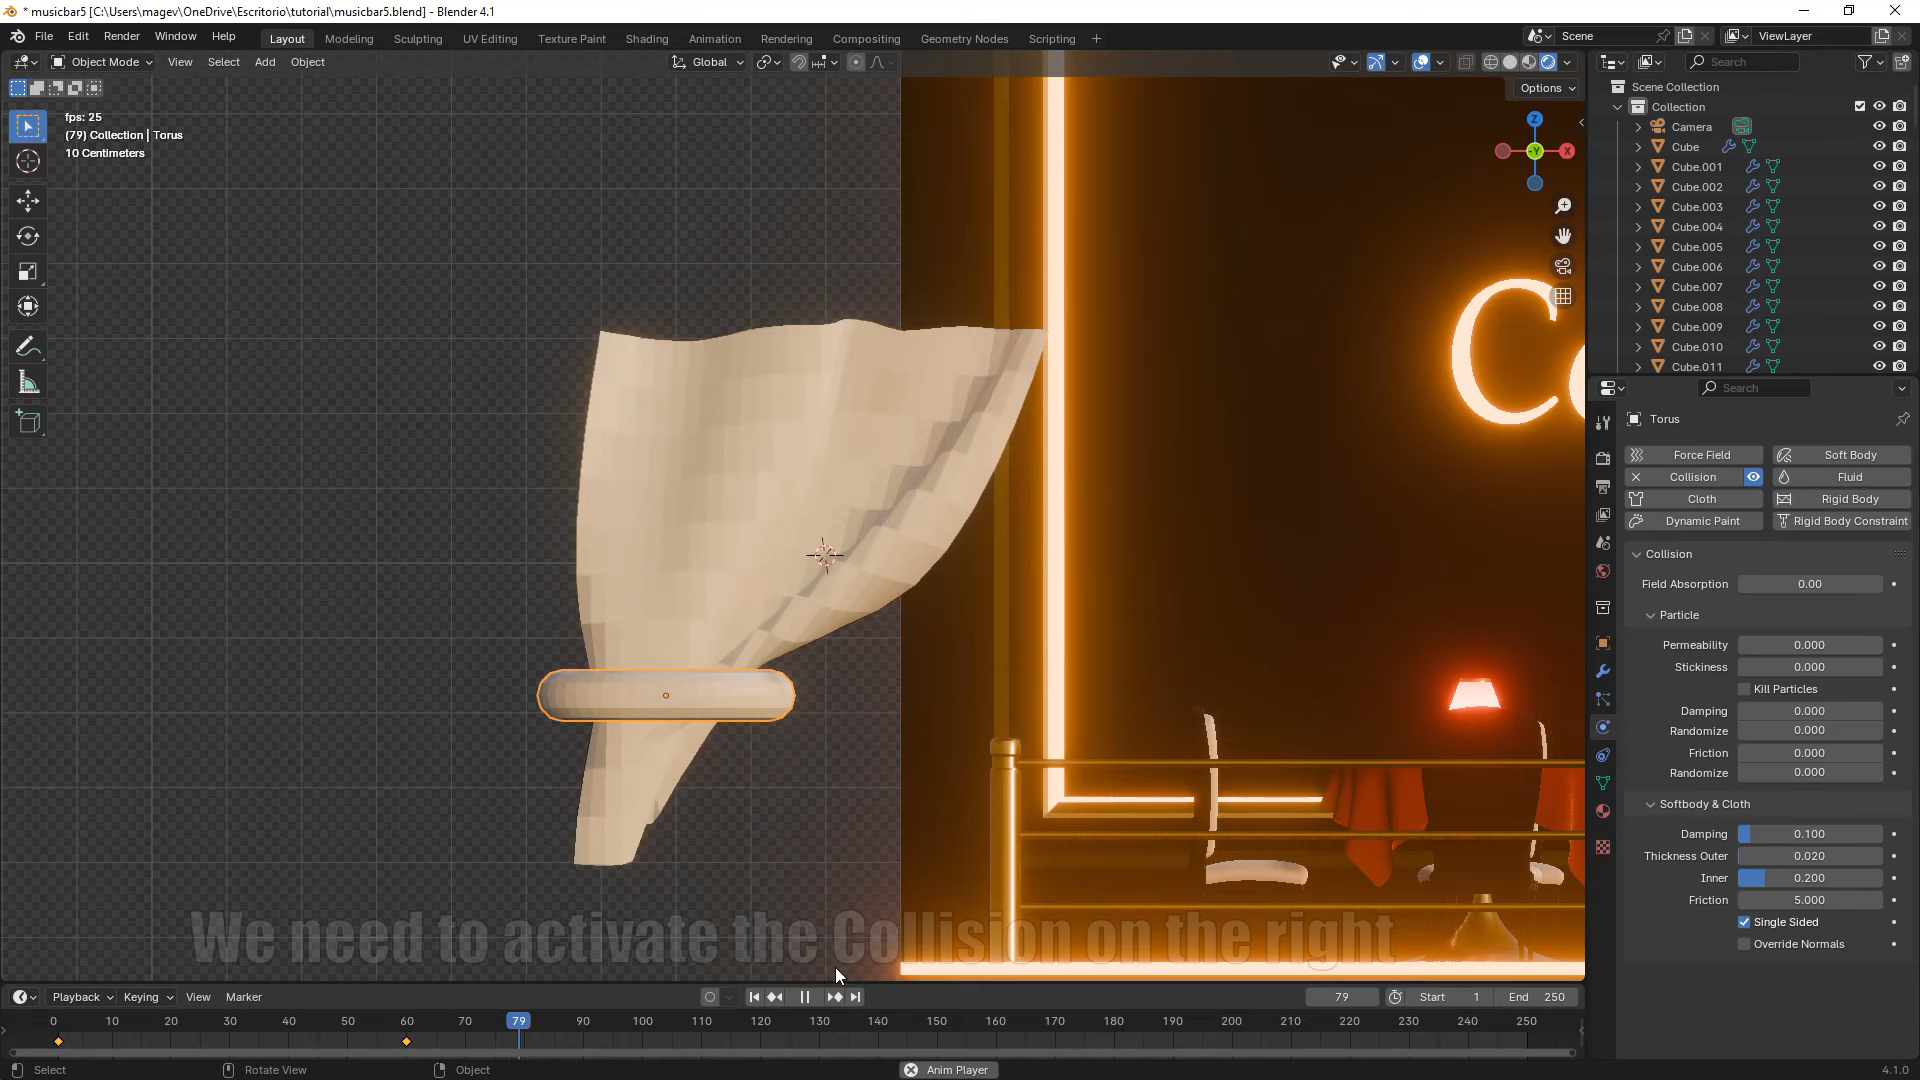 * musicbar5 [C:\Users\magev\OneDrive\Escritorio\tutorial\musicbar5.blend] - Blender 4.1
File Edit Render Window Help
Layout Modeling Sculpting UV Editing Texture Paint Shading Animation Rendering Compositing Geometry Nodes Scripting +
Scene
ViewLayer
Object Mode View Select Add Object
Global
Search
Options
fps: 25
(79) Collection | Torus
10 Centimeters
Z
-Y
X
Scene Collection
Collection
Camera
Cube
Cube.001
Cube.002
Cube.003
Cube.004
Cube.005
Cube.006
Cube.007
Cube.008
Cube.009
Cube.010
Cube.011
C
Search
Torus
Force Field Soft Body
Collision Fluid
Cloth Rigid Body
Dynamic Paint Rigid Body Constraint
Collision
Field Absorption 0.00
Particle
Permeability 0.000
Stickiness 0.000
Kill Particles
Damping 0.000
Randomize 0.000
Friction 0.000
Randomize 0.000
Softbody & Cloth
Damping 0.100
Thickness Outer 0.020
Inner 0.200
Friction 5.000
Single Sided
Override Normals
We need to activate the Collision on the right
Playback Keying View Marker
79
Start 1
End 250
0 10 20 30 40 50 60 70 79 90 100 110 120 130 140 150 160 170 180 190 200 210 220 230 240 250
Select Rotate View Object Anim Player 4.1.0